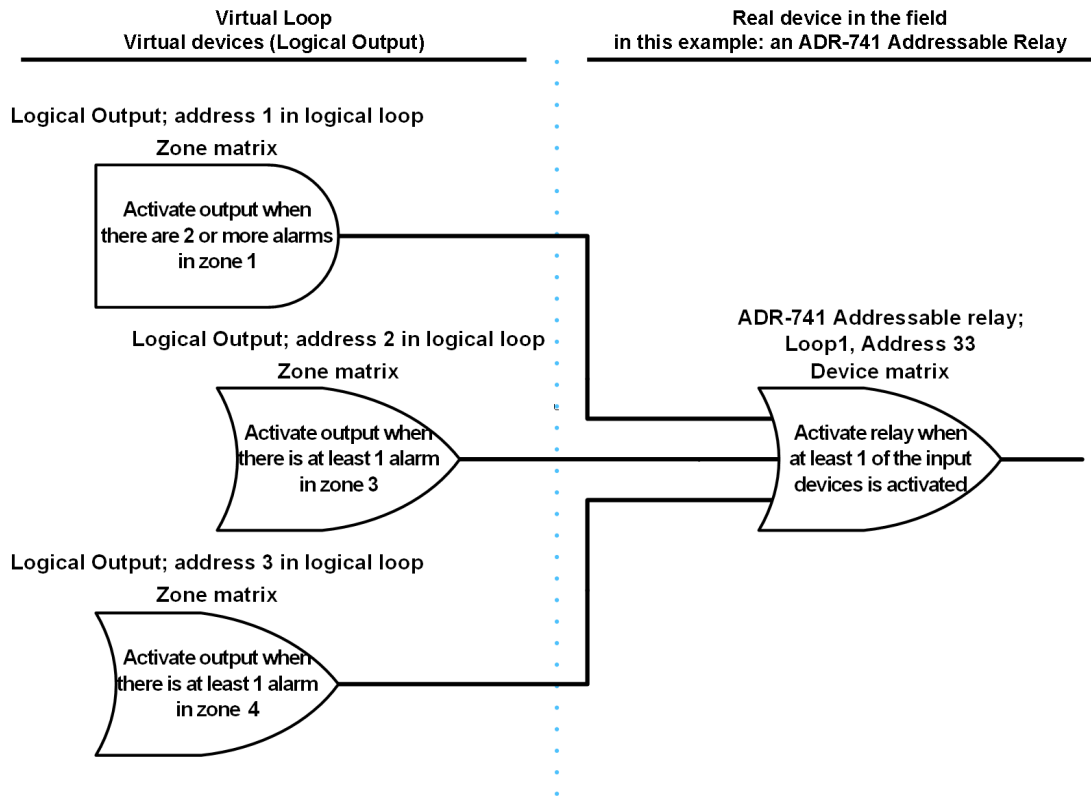 Virtual Loop
Virtual devices (Logical Output)
Real device in the field
in this example: an ADR-741 Addressable Relay
Logical Output; address 1 in logical loop
Zone matrix
Activate output when
there are 2 or more alarms
in zone 1
Logical Output; address 2 in logical loop
Zone matrix
Activate output when
there is at least 1 alarm
in zone 3
ADR-741 Addressable relay;
Loop1, Address 33
Device matrix
Activate relay when
at least 1 of the input
devices is activated
Logical Output; address 3 in logical loop
Zone matrix
Activate output when
there is at least 1 alarm
in zone 4